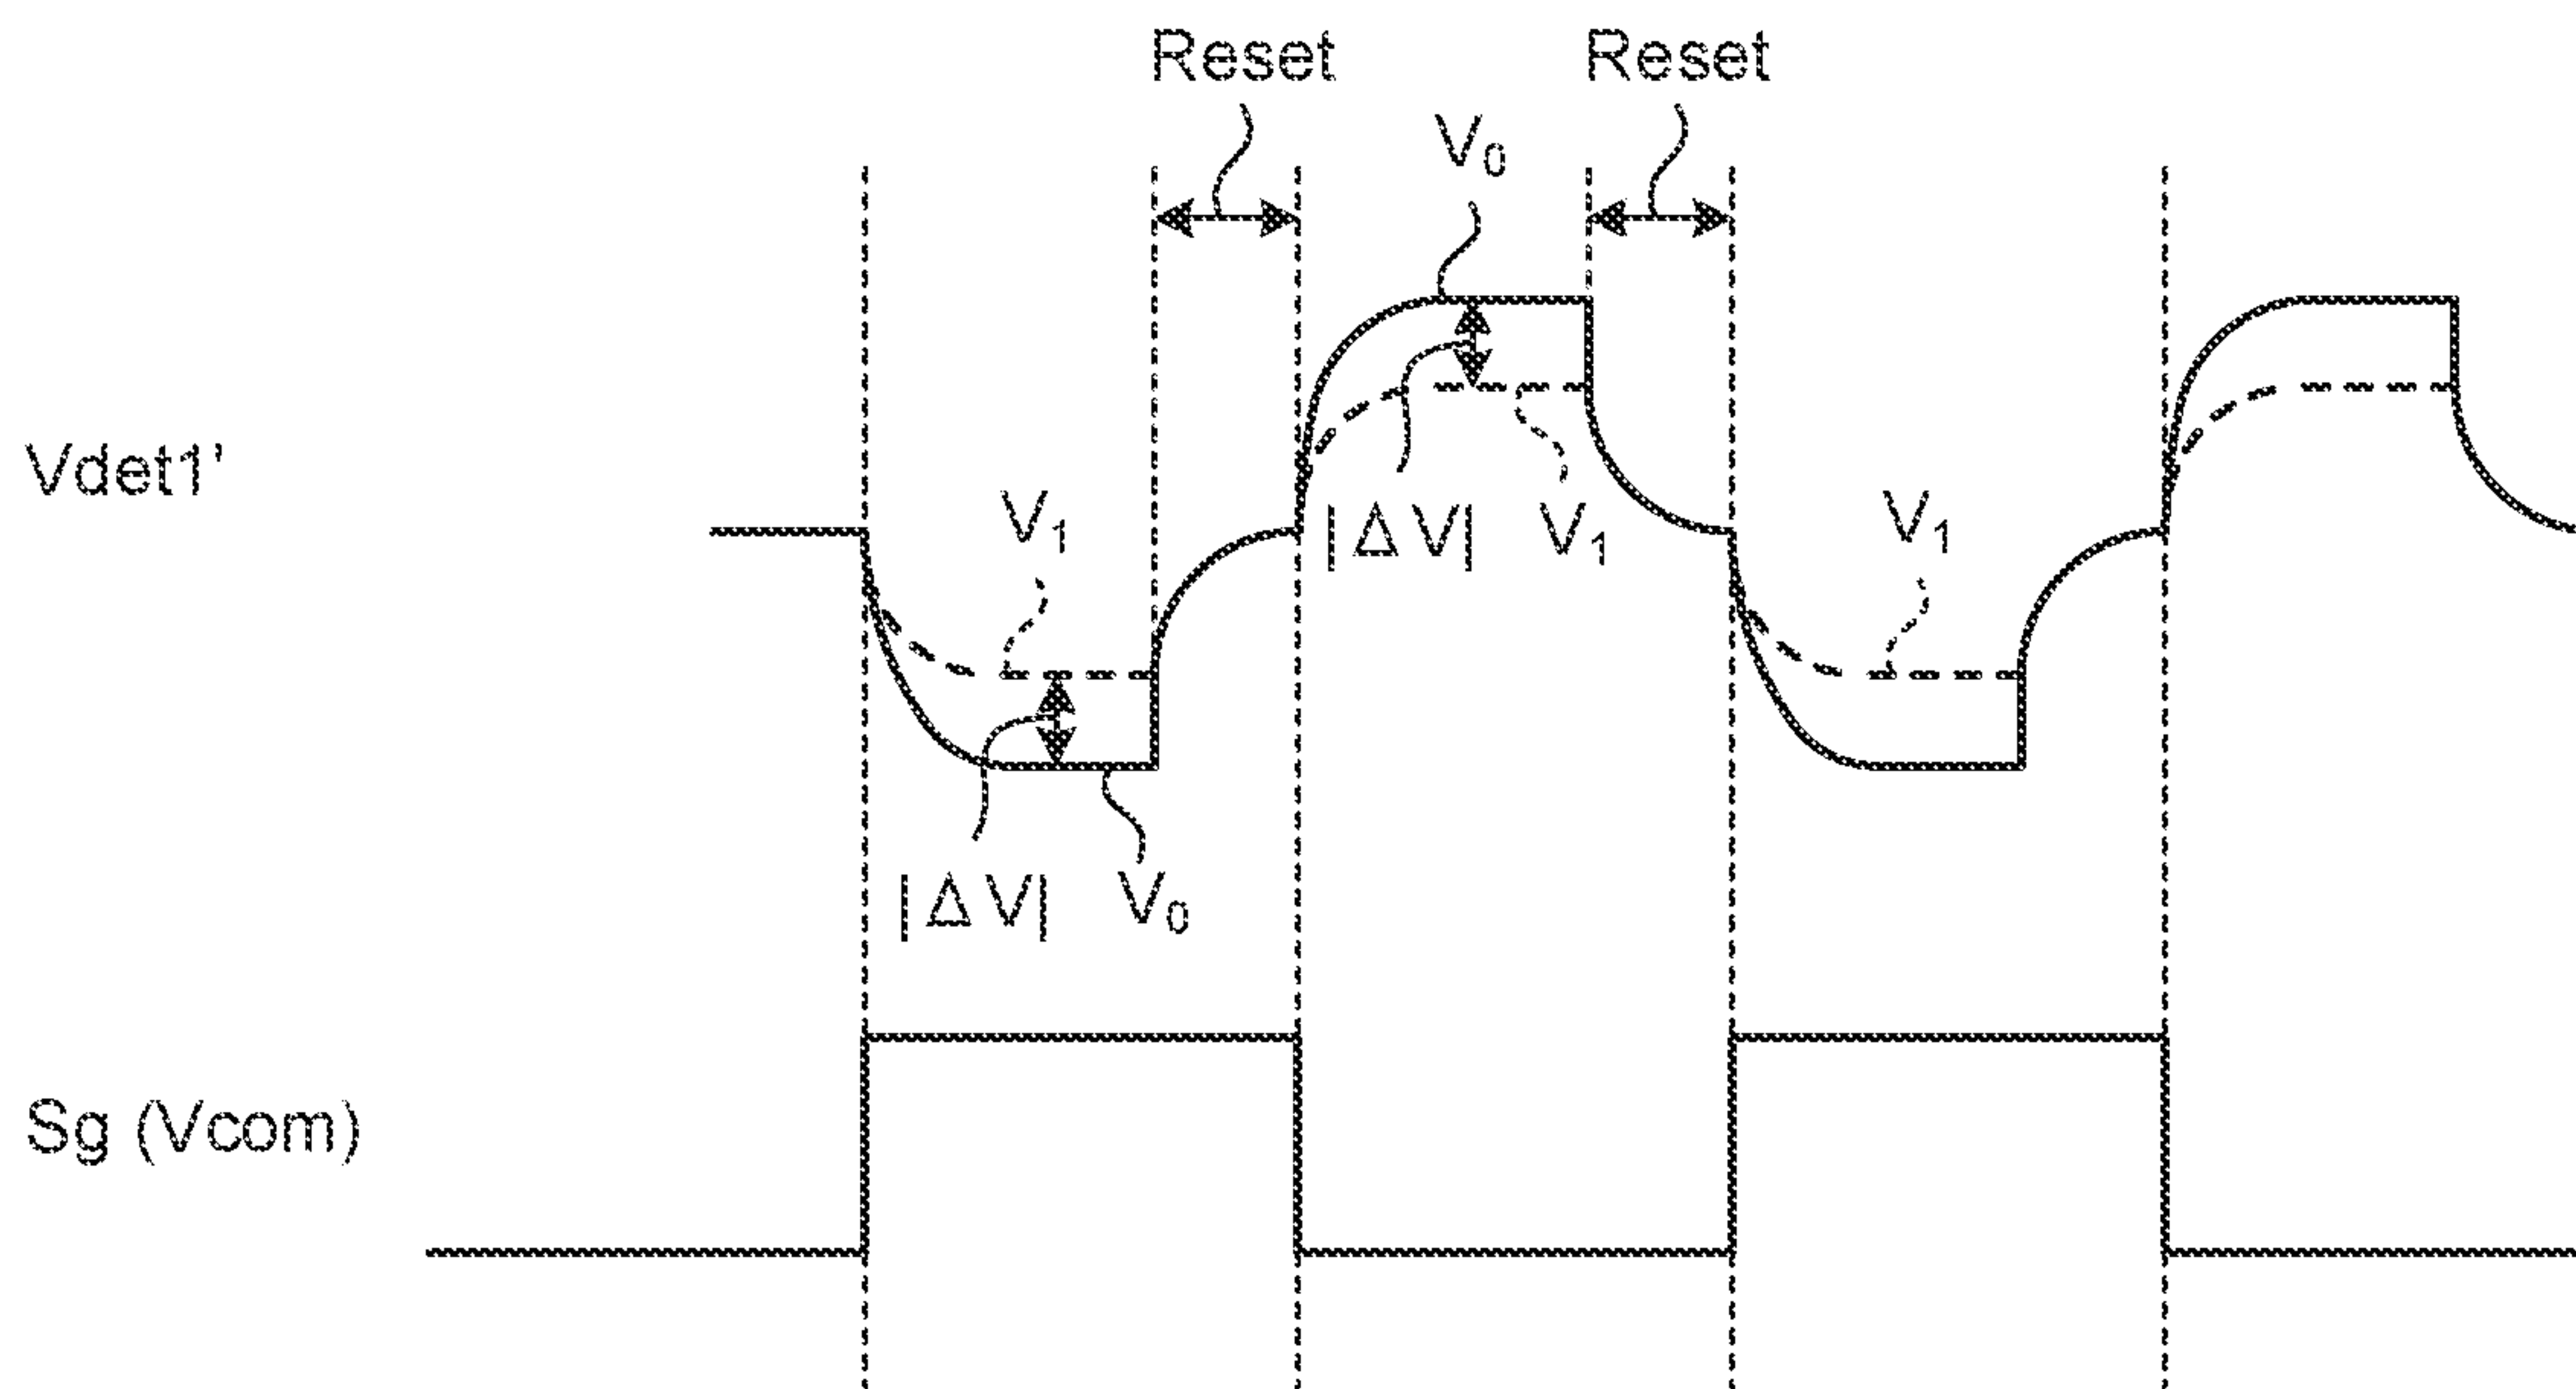 Reset Reset
V₀
Vdet1'
V₁ |ΔV| V₁ V₁
|ΔV| V₀
Sg (Vcom)